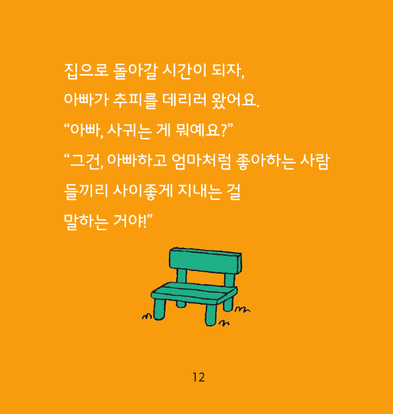 집으로 돌아갈 시간이 되자,
아빠가 추피를 데리러 왔어요.
“아빠, 사귀는 게 뭐예요?”
“그건, 아빠하고 엄마처럼 좋아하는 사람
들끼리 사이좋게 지내는 걸
말하는 거야!”
12